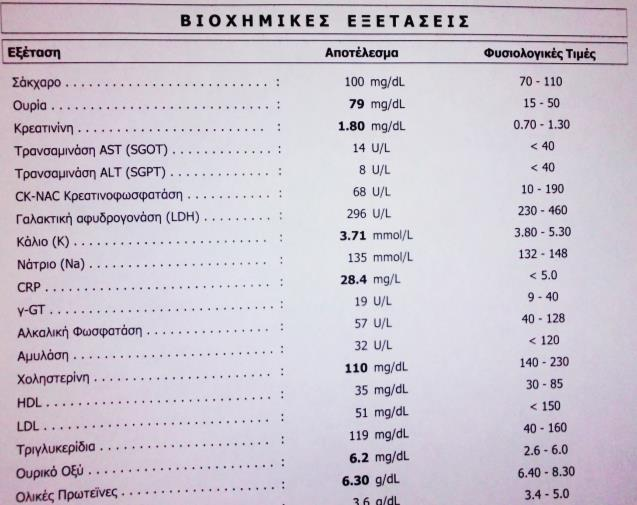 ΒΙΟΧΗΜΙΚΕΣ ΕΞΕΤΑΣΕΙΣ
Εξέταση Αποτέλεσμα Φυσιολογικές Τιμές
Σάκχαρο : 100 mg/dL 70 - 110
Ουρία : 79 mg/dL 15 - 50
Κρεατινίνη : 1.80 mg/dL 0.70 - 1.30
Τρανσαμινάση AST (SGOT) : 14 U/L < 40
Τρανσαμινάση ALT (SGPT) : 8 U/L < 40
CK-NAC Κρεατινοφωσφατάση : 68 U/L 10 - 190
Γαλακτική αφυδρογονάση (LDH) : 296 U/L 230 - 460
Κάλιο (Κ) : 3.71 mmol/L 3.80 - 5.30
Νάτριο (Na) : 135 mmol/L 132 - 148
CRP : 28.4 mg/L < 5.0
γ-GT : 19 U/L 9 - 40
Αλκαλική Φωσφατάση : 57 U/L 40 - 128
Αμυλάση : 32 U/L < 120
Χοληστερίνη : 110 mg/dL 140 - 230
HDL : 35 mg/dL 30 - 85
LDL : 51 mg/dL < 150
Τριγλυκερίδια : 119 mg/dL 40 - 160
Ουρικό Οξύ : 6.2 mg/dL 2.6 - 6.0
Ολικές Πρωτεϊνες : 6.30 g/dL 6.40 - 8.30
3.6 g/dL 3.4 - 5.0